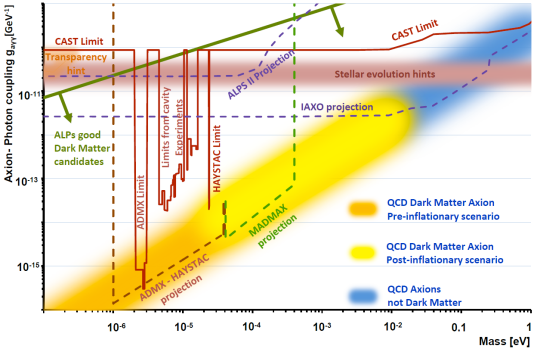 Axion- Photon coupling gaγγ[GeV⁻¹]
CAST Limit
CAST Limit
Transparency
hint
ALPS II Projection
Stellar evolution hints
10⁻¹¹
IAXO projection
ALPs good
Dark Matter
candidates
Limits from cavity
Experiments
HAYSTAC Limit
10⁻¹³
ADMX Limit
MADMAX
projection
QCD Dark Matter Axion
Pre-inflationary scenario
QCD Dark Matter Axion
Post-inflationary scenario
10⁻¹⁵
ADMX - HAYSTAC
projection
QCD Axions
not Dark Matter
10⁻⁶
10⁻⁵
10⁻⁴
10⁻³
10⁻²
0.1
1
Mass [eV]